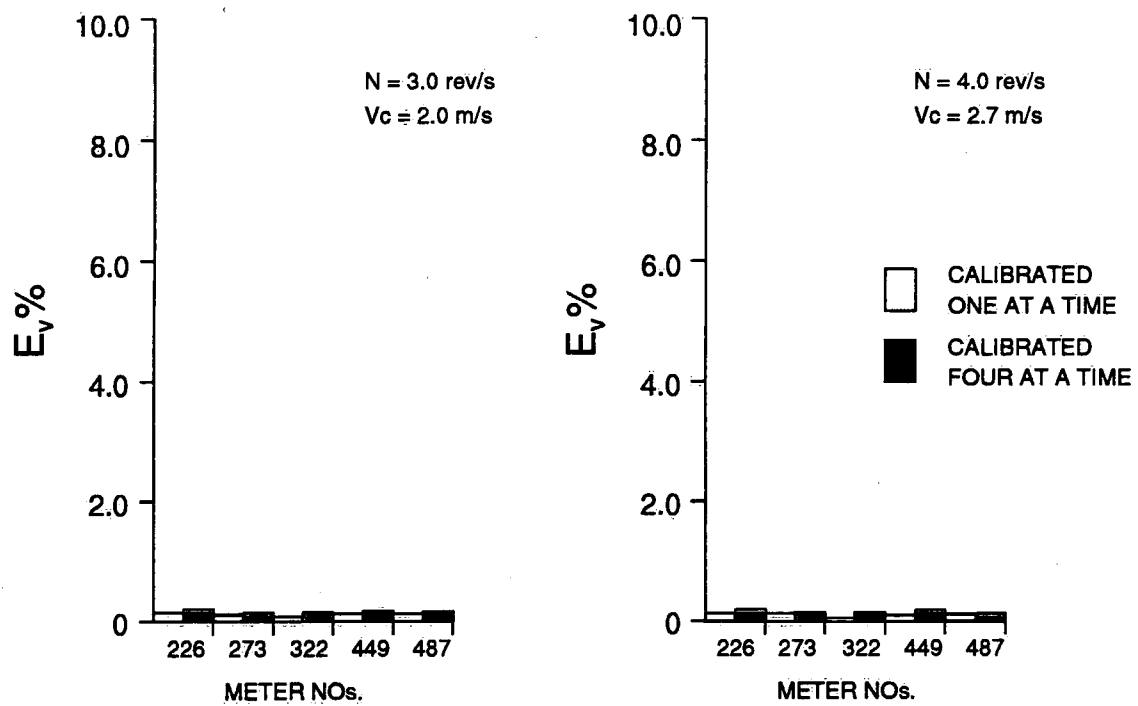 10.0
8.0
6.0
4.0
2.0
0
Ev%
N = 3.0 rev/s
Vc = 2.0 m/s
226 273 322 449 487
METER NOs.
10.0
8.0
6.0
4.0
2.0
0
Ev%
N = 4.0 rev/s
Vc = 2.7 m/s
CALIBRATED
ONE AT A TIME
CALIBRATED
FOUR AT A TIME
226 273 322 449 487
METER NOs.